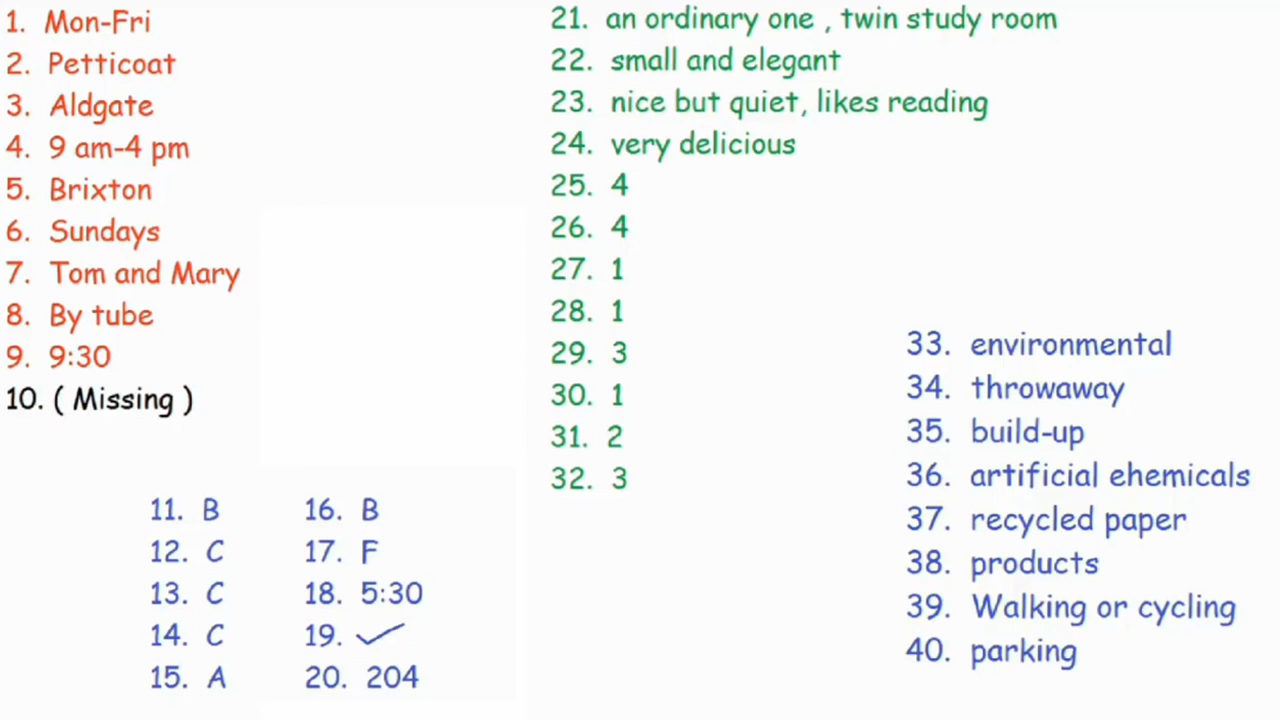 1. Mon-Fri
2. Petticoat
3. Aldgate
4. 9 am-4 pm
5. Brixton
6. Sundays
7. Tom and Mary
8. By tube
9. 9:30
10. ( Missing )
11. B
12. C
13. C
14. C
15. A
16. B
17. F
18. 5:30
19. ✓
20. 204
21. an ordinary one , twin study room
22. small and elegant
23. nice but quiet, likes reading
24. very delicious
25. 4
26. 4
27. 1
28. 1
29. 3
30. 1
31. 2
32. 3
33. environmental
34. throwaway
35. build-up
36. artificial ehemicals
37. recycled paper
38. products
39. Walking or cycling
40. parking